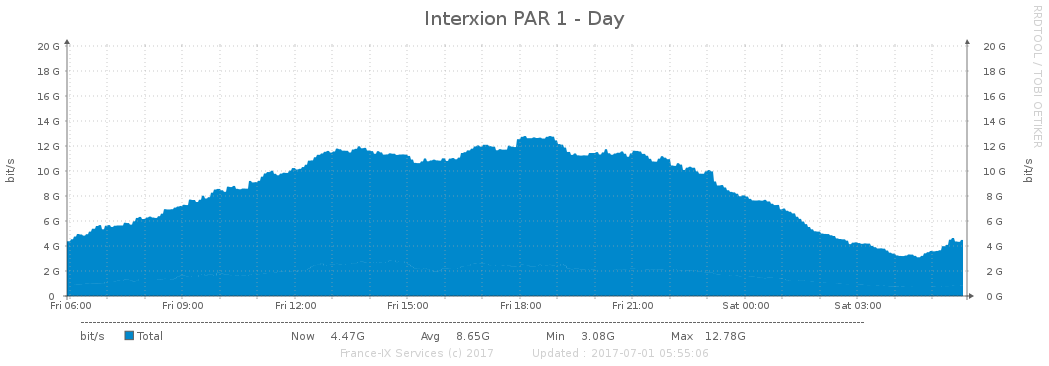 Interxion PAR 1 - Day
RRDTOOL / TOBI OETIKER
bit/s
bit/s
20 G 20 G
18 G 18 G
16 G 16 G
14 G 14 G
12 G 12 G
10 G 10 G
8 G 8 G
6 G 6 G
4 G 4 G
2 G 2 G
0 0 G
Fri 06:00 Fri 09:00 Fri 12:00 Fri 15:00 Fri 18:00 Fri 21:00 Sat 00:00 Sat 03:00
bit/s Total Now 4.47G Avg 8.65G Min 3.08G Max 12.78G
France-IX Services (c) 2017 Updated : 2017-07-01 05:55:06